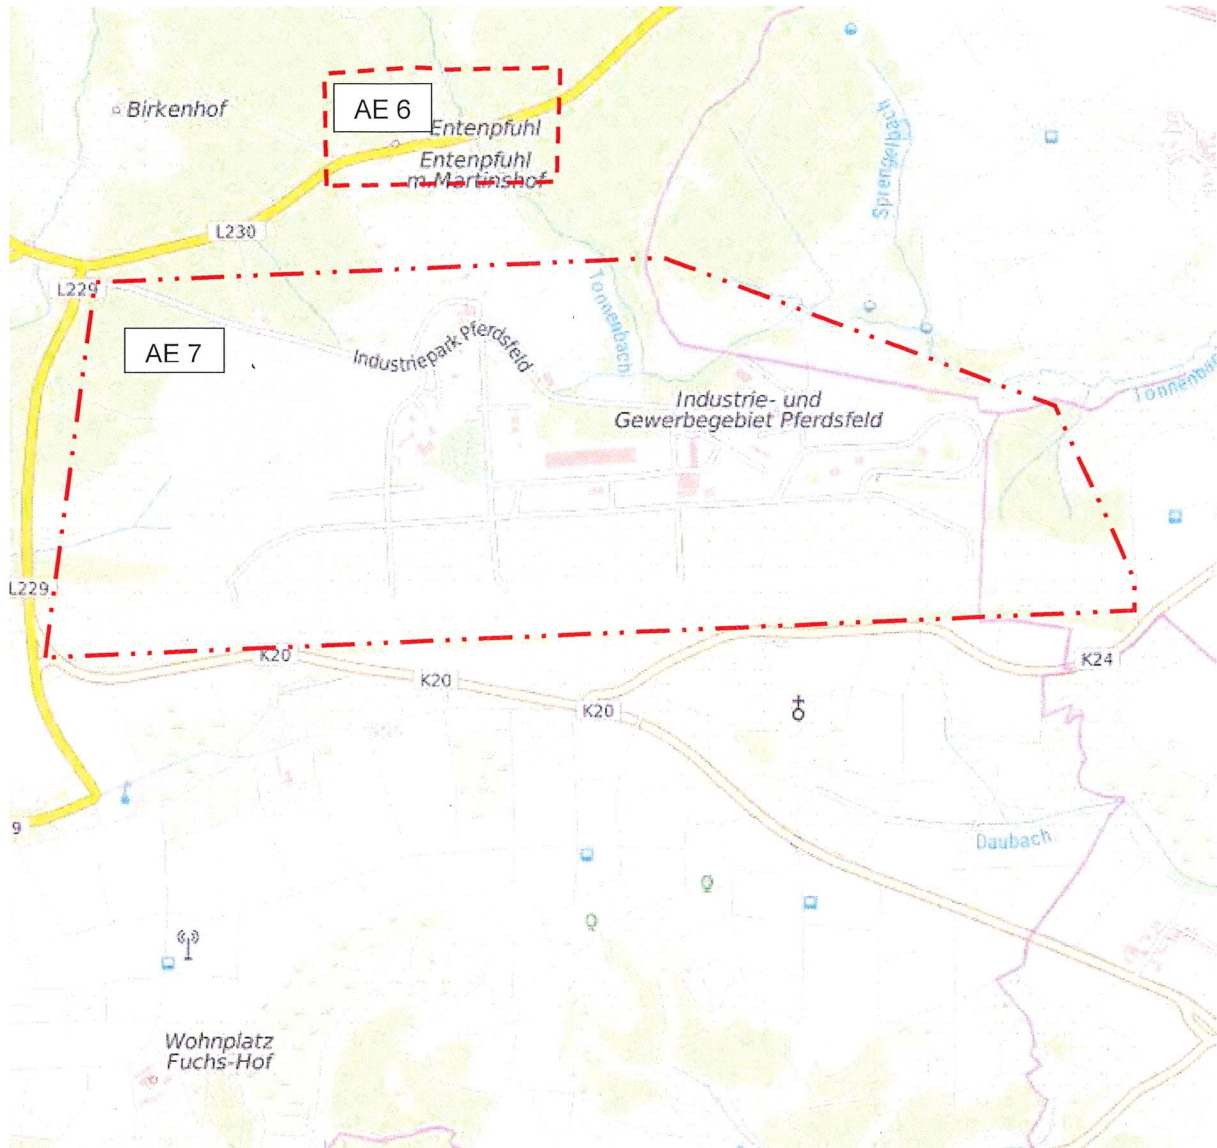 AE 6
Birkenhof
Entenpfuhl
Entenpfuhl
m.Martinshof
Sprengelbach
L230
L229
Tonnenbach
AE 7
Industriepark Pferdsfeld
Industrie- und
Gewerbegebiet Pferdsfeld
L229
K20
K24
K20
K20
9
Daubach
Wohnplatz
Fuchs-Hof